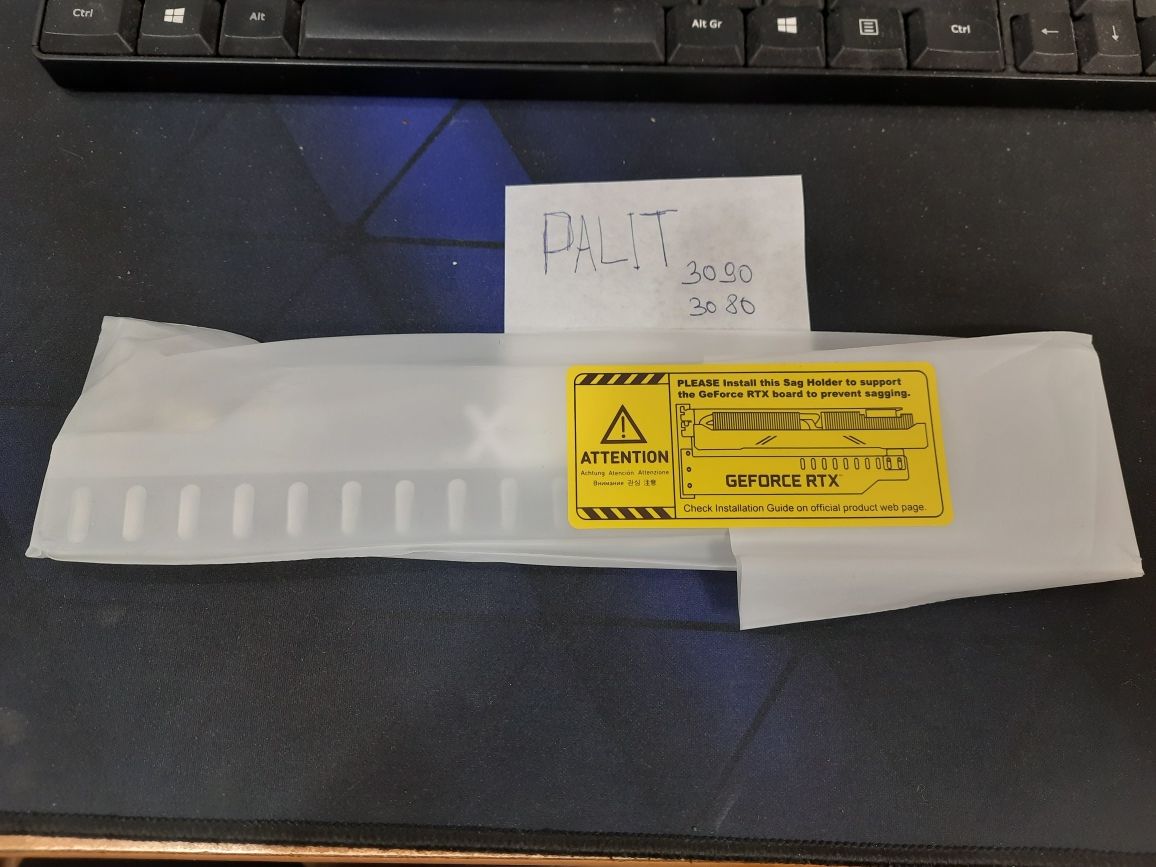 Ctrl
Alt
Alt Gr
Ctrl
←
↓
PALIT
3090
3080
X
PLEASE Install this Sag Holder to support
the GeForce RTX board to prevent sagging.
ATTENTION
Achtung Atención Attenzione
Внимание 관심 注意
GEFORCE RTX™
Check Installation Guide on official product web page.